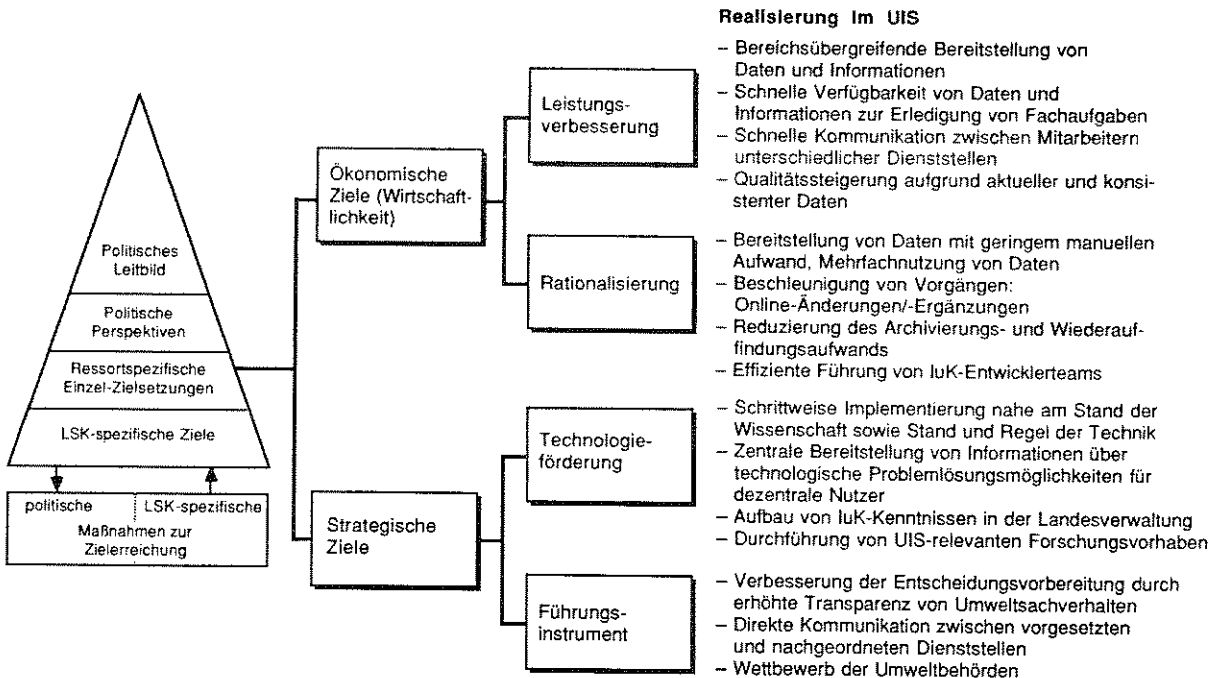 Politisches
Leitbild
Politische
Perspektiven
Ressortspezifische
Einzel-Zielsetzungen
LSK-spezifische Ziele
politische
LSK-spezifische
Maßnahmen zur
Zielerreichung
Ökonomische
Ziele (Wirtschaft-
lichkeit)
Strategische
Ziele
Leistungs-
verbesserung
Rationalisierung
Technologie-
förderung
Führungs-
instrument
Realisierung im UIS
– Bereichsübergreifende Bereitstellung von
Daten und Informationen
– Schnelle Verfügbarkeit von Daten und
Informationen zur Erledigung von Fachaufgaben
– Schnelle Kommunikation zwischen Mitarbeitern
unterschiedlicher Dienststellen
– Qualitätssteigerung aufgrund aktueller und konsi-
stenter Daten
– Bereitstellung von Daten mit geringem manuellen
Aufwand, Mehrfachnutzung von Daten
– Beschleunigung von Vorgängen:
Online-Änderungen/-Ergänzungen
– Reduzierung des Archivierungs- und Wiederauf-
findungsaufwands
– Effiziente Führung von IuK-Entwicklerteams
– Schrittweise Implementierung nahe am Stand der
Wissenschaft sowie Stand und Regel der Technik
– Zentrale Bereitstellung von Informationen über
technologische Problemlösungsmöglichkeiten für
dezentrale Nutzer
– Aufbau von IuK-Kenntnissen in der Landesverwaltung
– Durchführung von UIS-relevanten Forschungsvorhaben
– Verbesserung der Entscheidungsvorbereitung durch
erhöhte Transparenz von Umweltsachverhalten
– Direkte Kommunikation zwischen vorgesetzten
und nachgeordneten Dienststellen
– Wettbewerb der Umweltbehörden